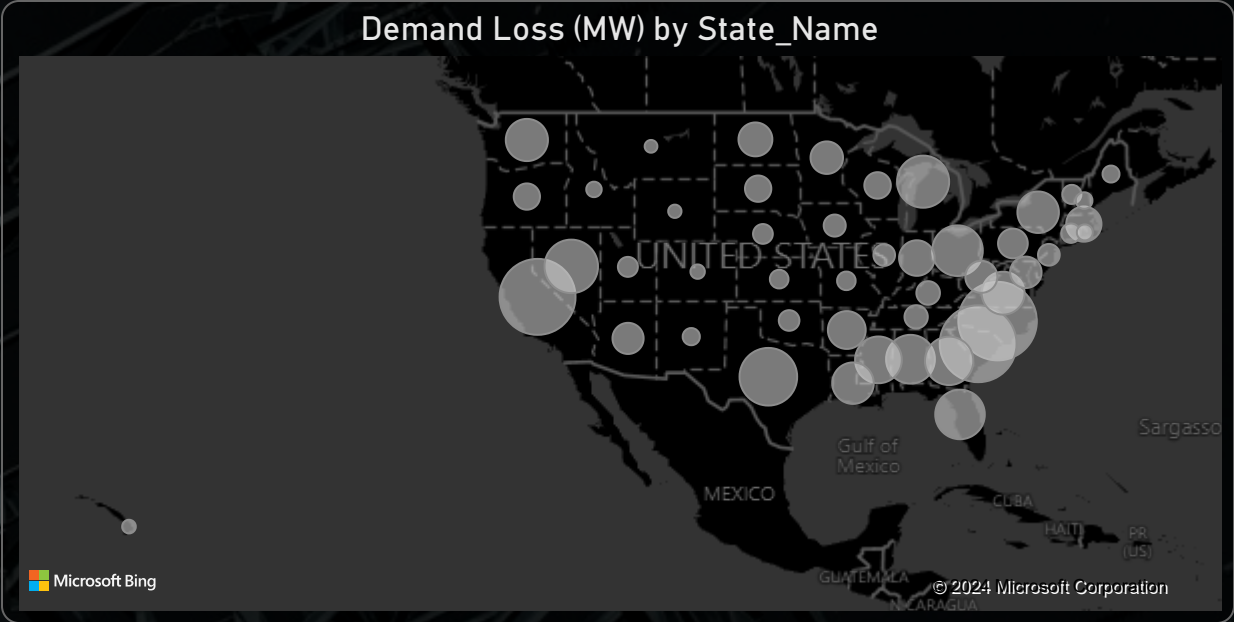 Demand Loss (MW) by State_Name
UNITED STATES
Sargasso
Gulf of
Mexico
MEXICO
CUBA
HAITI
PR
(US)
GUATEMALA
NICARAGUA
Microsoft Bing
© 2024 Microsoft Corporation